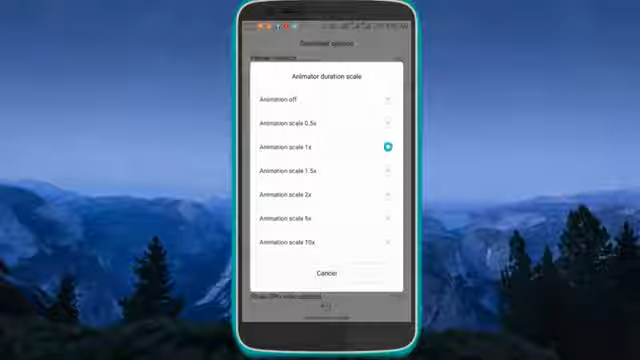 Developer options
Animator duration scale
Animation off
Animation scale 0.5x
Animation scale 1x
Animation scale 1.5x
Animation scale 2x
Animation scale 5x
Animation scale 10x
Cancel